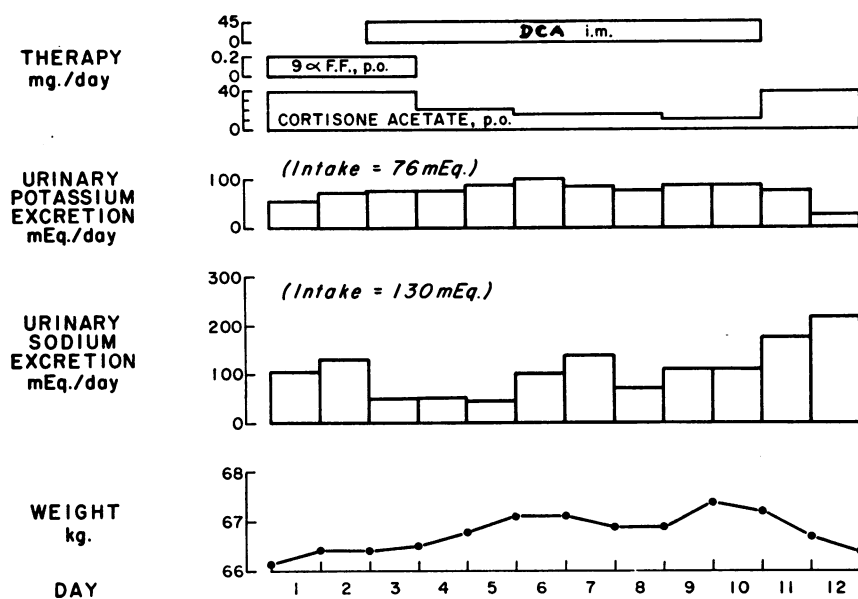 THERAPY
mg./day
45
0
DCA i.m.
0.2
0
9∝F.F., p.o.
40
0
CORTISONE ACETATE, p.o.
URINARY
POTASSIUM
EXCRETION
mEq./day
100
0
(Intake = 76 mEq.)
URINARY
SODIUM
EXCRETION
mEq./day
300
200
100
0
(Intake = 130 mEq.)
WEIGHT
kg.
68
67
66
DAY
1 2 3 4 5 6 7 8 9 10 11 12